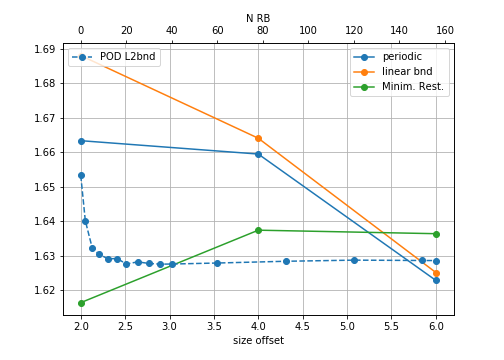 N RB
0 20 40 60 80 100 120 140 160
1.69
1.68
1.67
1.66
1.65
1.64
1.63
1.62
POD L2bnd
periodic
linear bnd
Minim. Rest.
2.0 2.5 3.0 3.5 4.0 4.5 5.0 5.5 6.0
size offset